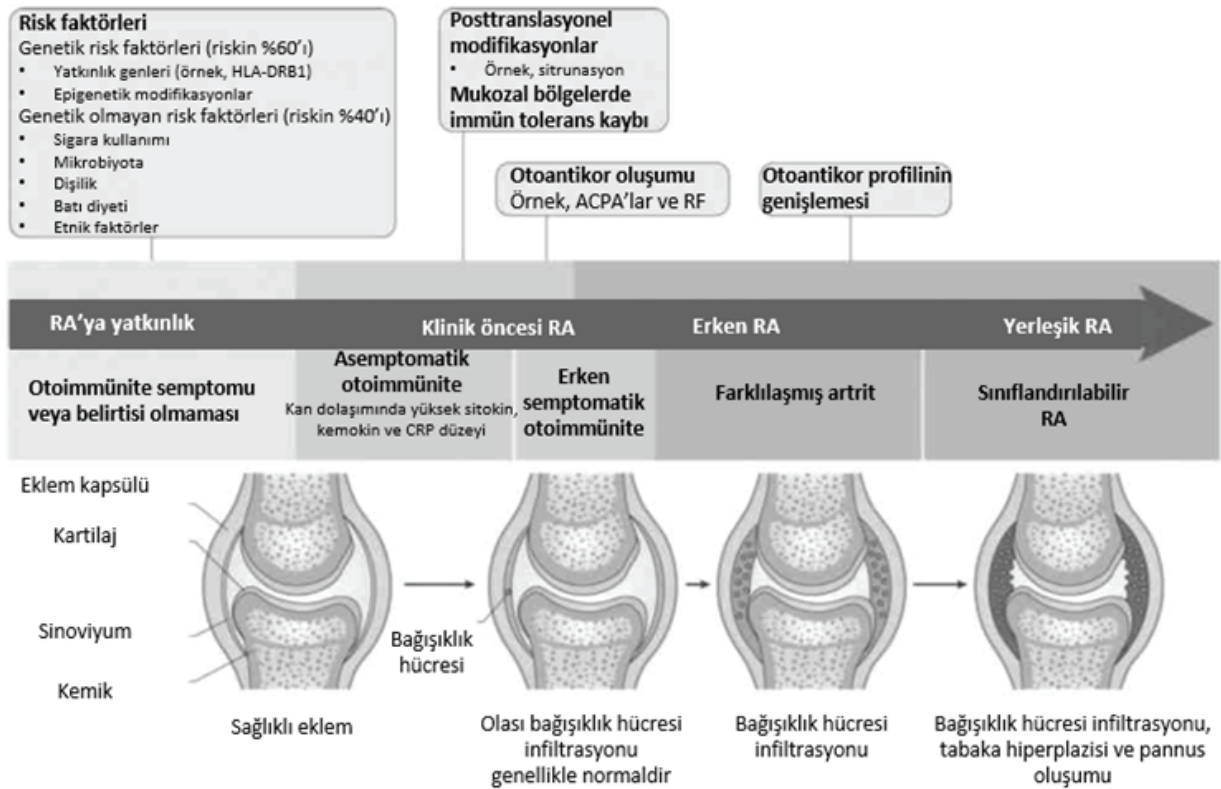 Risk faktörleri
Genetik risk faktörleri (riskin %60'ı)
• Yatkınlık genleri (örnek, HLA-DRB1)
• Epigenetik modifikasyonlar
Genetik olmayan risk faktörleri (riskin %40'ı)
• Sigara kullanımı
• Mikrobiyota
• Dişilik
• Batı diyeti
• Etnik faktörler
Posttranslasyonel
modifikasyonlar
• Örnek, sitrunasyon
Mukozal bölgelerde
immün tolerans kaybı
Otoantikor oluşumu
Örnek, ACPA'lar ve RF
Otoantikor profilinin
genişlemesi
RA'ya yatkınlık
Klinik öncesi RA
Erken RA
Yerleşik RA
Otoimmünite semptomu
veya belirtisi olmaması
Asemptomatik
otoimmünite
Kan dolaşımında yüksek sitokin,
kemokin ve CRP düzeyi
Erken
semptomatik
otoimmünite
Farklılaşmış artrit
Sınıflandırılabilir
RA
Eklem kapsülü
Kartilaj
Sinoviyum
Kemik
Bağışıklık
hücresi
Sağlıklı eklem
Olası bağışıklık hücresi
infiltrasyonu
genellikle normaldir
Bağışıklık hücresi
infiltrasyonu
Bağışıklık hücresi infiltrasyonu,
tabaka hiperplazisi ve pannus
oluşumu